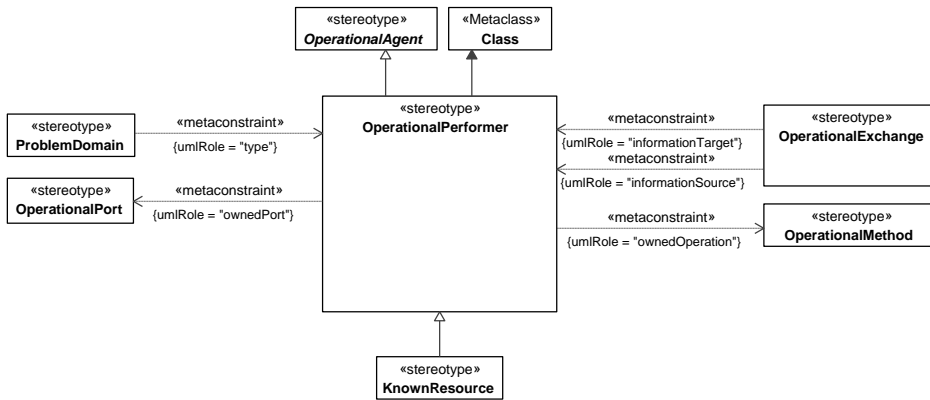 «stereotype»
OperationalAgent
«Metaclass»
Class
«stereotype»
OperationalPerformer
«stereotype»
ProblemDomain
«metaconstraint»
{umlRole = "type"}
«stereotype»
OperationalPort
«metaconstraint»
{umlRole = "ownedPort"}
«metaconstraint»
{umlRole = "informationTarget"}
«metaconstraint»
{umlRole = "informationSource"}
«stereotype»
OperationalExchange
«metaconstraint»
{umlRole = "ownedOperation"}
«stereotype»
OperationalMethod
«stereotype»
KnownResource